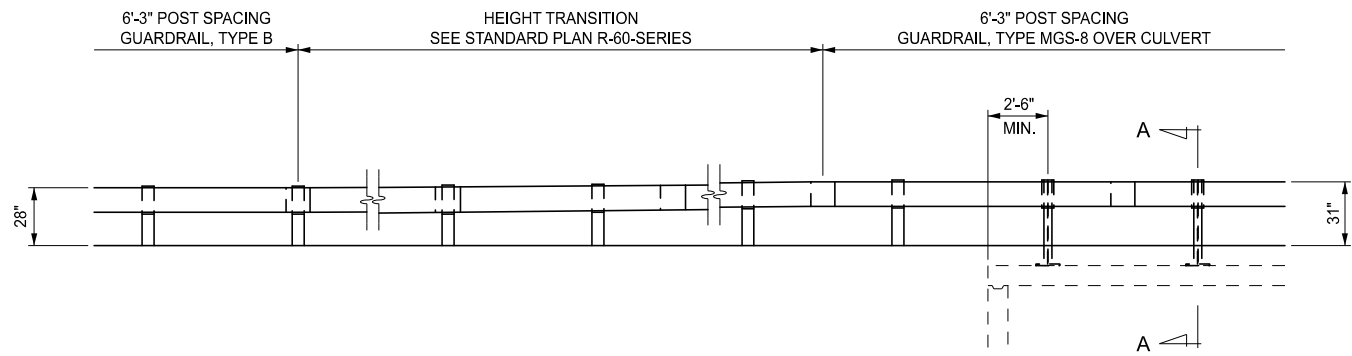 6'-3" POST SPACING
GUARDRAIL, TYPE B
HEIGHT TRANSITION
SEE STANDARD PLAN R-60-SERIES
6'-3" POST SPACING
GUARDRAIL, TYPE MGS-8 OVER CULVERT
2'-6"
MIN.
A
28"
31"
A